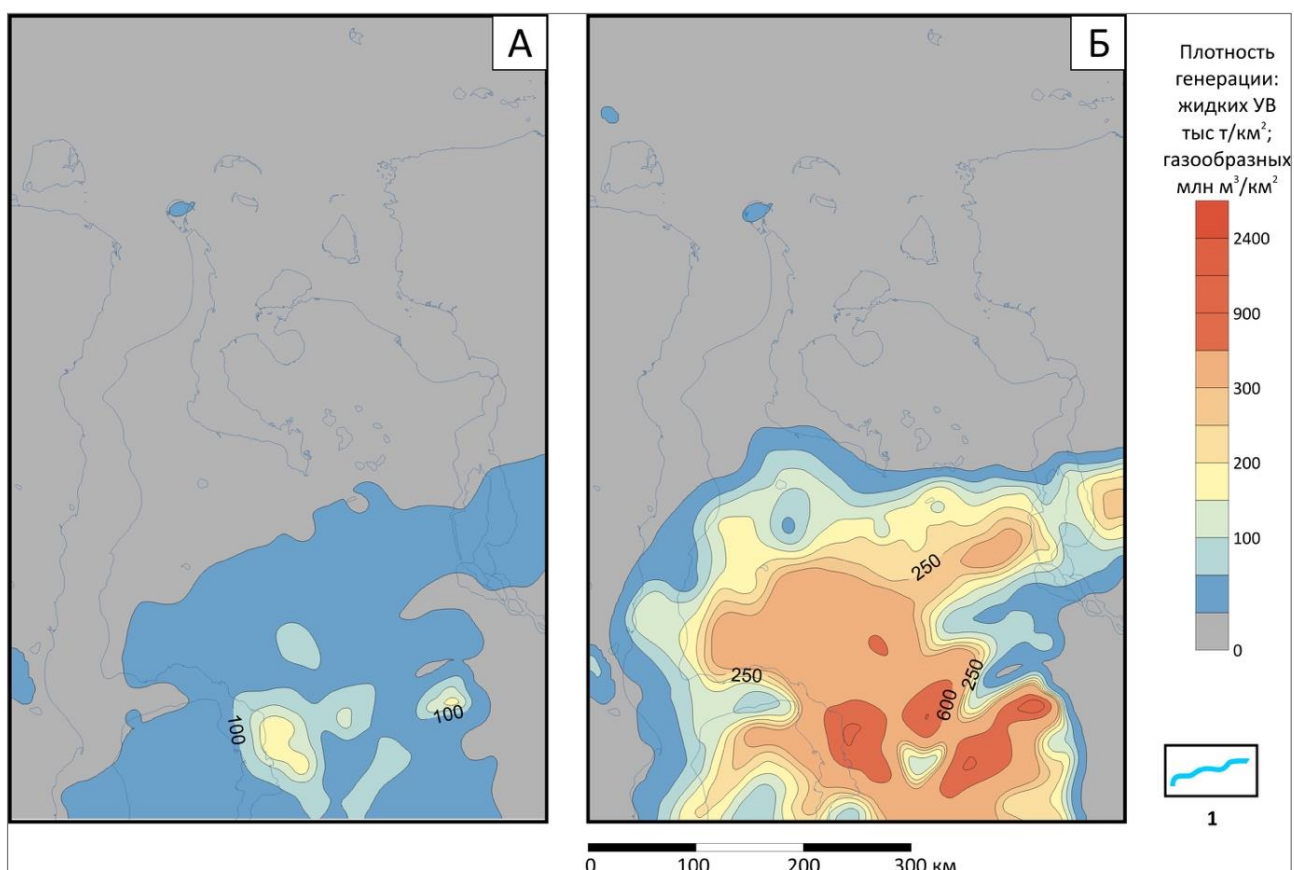 А
100
100
Б
250
250
250
600
Плотность
генерации:
жидких УВ
тыс т/км²;
газообразных
млн м³/км²
2400
900
300
200
100
0
1
0 100 200 300 км